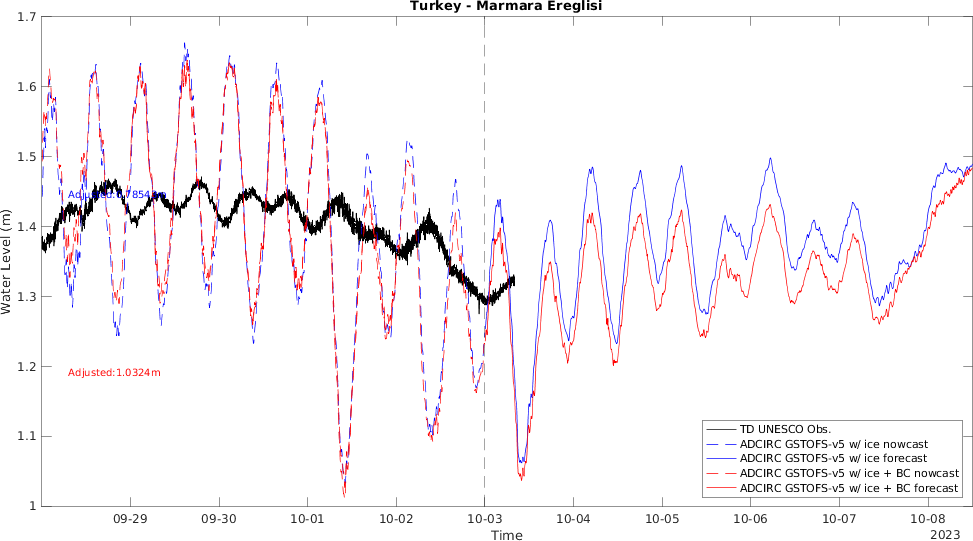 Turkey - Marmara Ereglisi
Water Level (m)
1.7
1.6
1.5
1.4
1.3
1.2
1.1
1
Adjusted:1.0324m
TD UNESCO Obs.
ADCIRC GSTOFS-v5 w/ ice nowcast
ADCIRC GSTOFS-v5 w/ ice forecast
ADCIRC GSTOFS-v5 w/ ice + BC nowcast
ADCIRC GSTOFS-v5 w/ ice + BC forecast
09-29
09-30
10-01
10-02
10-03
10-04
10-05
10-06
10-07
10-08
Time
2023